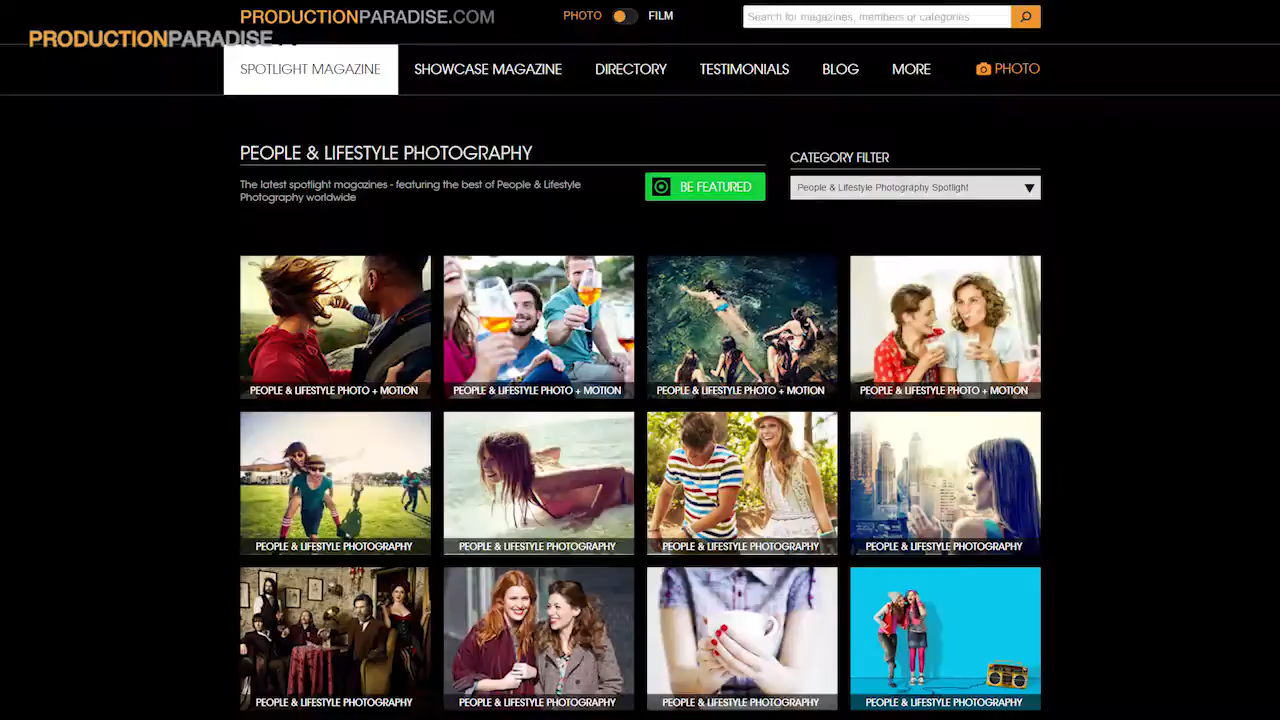 PRODUCTIONPARADISE.COM
PHOTO
FILM
Search for magazines, members or categories
PRODUCTIONPARADISE
SPOTLIGHT MAGAZINE
SHOWCASE MAGAZINE
DIRECTORY
TESTIMONIALS
BLOG
MORE
PHOTO
PEOPLE & LIFESTYLE PHOTOGRAPHY
The latest spotlight magazines - featuring the best of People & Lifestyle
Photography worldwide
BE FEATURED
CATEGORY FILTER
People & Lifestyle Photography Spotlight
PEOPLE & LIFESTYLE PHOTO + MOTION
PEOPLE & LIFESTYLE PHOTO + MOTION
PEOPLE & LIFESTYLE PHOTO + MOTION
PEOPLE & LIFESTYLE PHOTO + MOTION
PEOPLE & LIFESTYLE PHOTOGRAPHY
PEOPLE & LIFESTYLE PHOTOGRAPHY
PEOPLE & LIFESTYLE PHOTOGRAPHY
PEOPLE & LIFESTYLE PHOTOGRAPHY
PEOPLE & LIFESTYLE PHOTOGRAPHY
PEOPLE & LIFESTYLE PHOTOGRAPHY
PEOPLE & LIFESTYLE PHOTOGRAPHY
PEOPLE & LIFESTYLE PHOTOGRAPHY